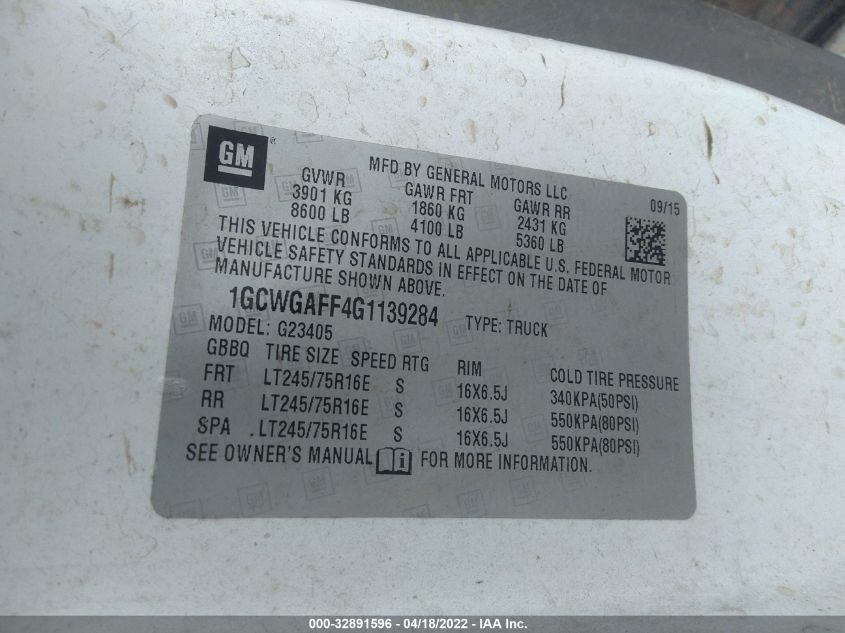 GM ®
MFD BY GENERAL MOTORS LLC
09/15
GVWR GAWR FRT GAWR RR
3901 KG 1860 KG 2431 KG
8600 LB 4100 LB 5360 LB
THIS VEHICLE CONFORMS TO ALL APPLICABLE U.S. FEDERAL MOTOR
VEHICLE SAFETY STANDARDS IN EFFECT ON THE DATE OF
MANUFACTURE SHOWN ABOVE.
1GCWGAFF4G1139284 TYPE: TRUCK
MODEL: G23405
GBBQ TIRE SIZE SPEED RTG RIM COLD TIRE PRESSURE
FRT LT245/75R16E S 16X6.5J 340KPA(50PSI)
RR LT245/75R16E S 16X6.5J 550KPA(80PSI)
SPA .LT245/75R16E S 16X6.5J 550KPA(80PSI)
SEE OWNER'S MANUAL FOR MORE INFORMATION.
000-32891596 - 04/18/2022 - IAA Inc.